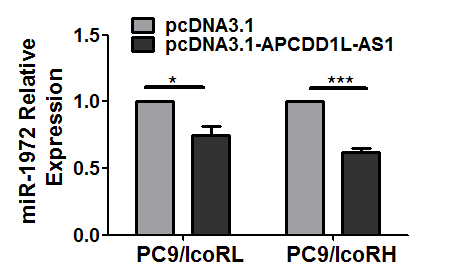 pcDNA3.1
pcDNA3.1-APCDD1L-AS1
miR-1972 Relative
Expression
1.5
1.0
0.5
0.0
*
***
PC9/IcoRL
PC9/IcoRH